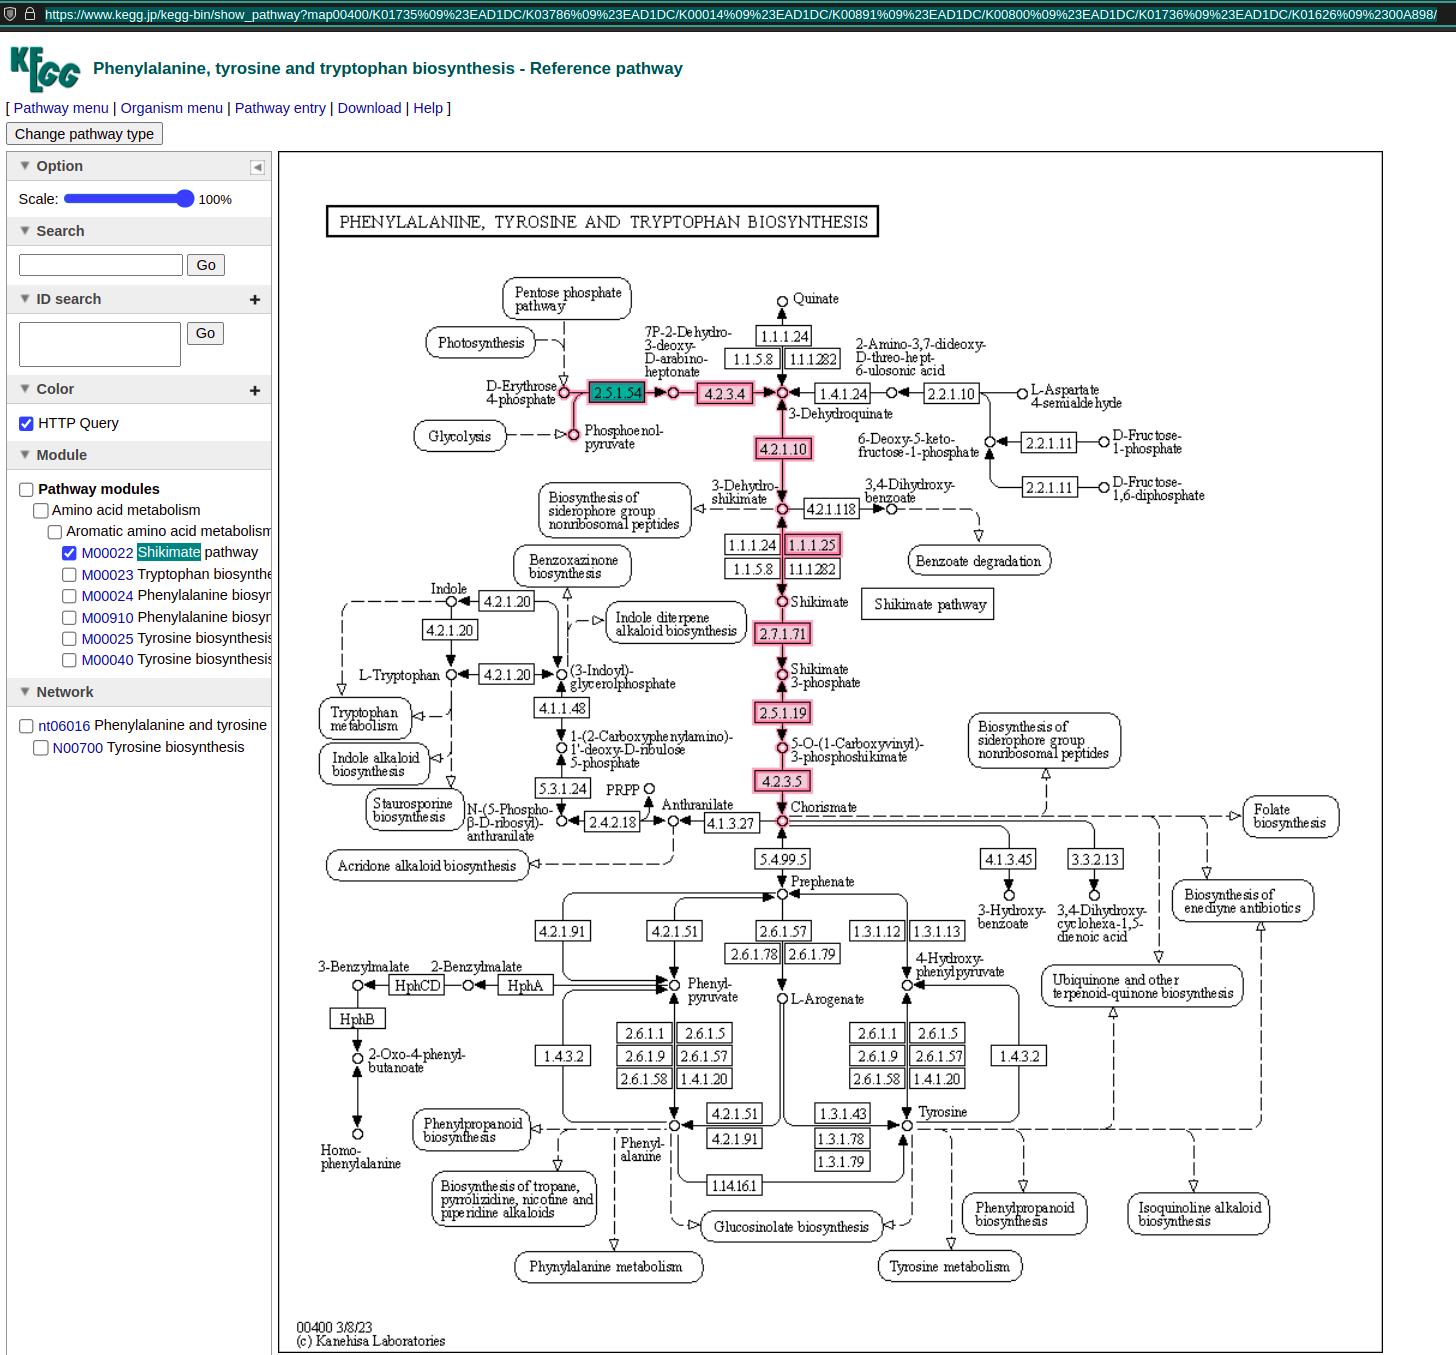 https://www.kegg.jp/kegg-bin/show_pathway?map00400/K01735%09%23EAD1DC/K03786%09%23EAD1DC/K00014%09%23EAD1DC/K00891%09%23EAD1DC/K00800%09%23EAD1DC/K01736%09%23EAD1DC/K01626%09%2300A898/
KEGG
Phenylalanine, tyrosine and tryptophan biosynthesis - Reference pathway
[ Pathway menu | Organism menu | Pathway entry | Download | Help ]
Change pathway type
Option
Scale: 100%
Search
Go
ID search +
Go
Color +
HTTP Query
Module
Pathway modules
Amino acid metabolism
Aromatic amino acid metabolism
M00022 Shikimate pathway
M00023 Tryptophan biosynthe
M00024 Phenylalanine biosyn
M00910 Phenylalanine biosyn
M00025 Tyrosine biosynthesis
M00040 Tyrosine biosynthesis
Network
nt06016 Phenylalanine and tyrosine
N00700 Tyrosine biosynthesis
PHENYLALANINE, TYROSINE AND TRYPTOPHAN BIOSYNTHESIS
Pentose phosphate
pathway
Photosynthesis
7P-2-Dehydro-
3-deoxy-
D-arabino-
heptonate
Quinate
1.1.1.24
1.1.5.8
1.1.1.282
2-Amino-3,7-dideoxy-
D-threo-hept-
6-ulosonic acid
D-Erythrose
4-phosphate
2.5.1.54
4.2.3.4
1.4.1.24
2.2.1.10
L-Aspartate
4-semialdehyde
3-Dehydroquinate
Glycolysis
Phosphoenol-
pyruvate
4.2.1.10
6-Deoxy-5-keto-
fructose-1-phosphate
2.2.1.11
D-Fructose-
1-phosphate
2.2.1.11
D-Fructose-
1,6-diphosphate
Biosynthesis of
siderophore group
nonribosomal peptides
3-Dehydro-
shikimate
4.2.1.118
3,4-Dihydroxy-
benzoate
1.1.1.24
1.1.1.25
1.1.5.8
1.1.1.282
Benzoate degradation
Benzoxazinone
biosynthesis
Indole
4.2.1.20
Indole diterpene
alkaloid biosynthesis
Shikimate
Shikimate pathway
4.2.1.20
2.7.1.71
L-Tryptophan
4.2.1.20
(3-Indoyl)-
glycerolphosphate
Shikimate
3-phosphate
Tryptophan
metabolism
4.1.1.48
2.5.1.19
Indole alkaloid
biosynthesis
1-(2-Carboxyphenylamino)-
1'-deoxy-D-ribulose
5-phosphate
5-O-(1-Carboxyvinyl)-
3-phosphoshikimate
Biosynthesis of
siderophore group
nonribosomal peptides
Staurosporine
biosynthesis
5.3.1.24
PRPP
4.2.3.5
N-(5-Phospho-
β-D-ribosyl)-
anthranilate
2.4.2.18
Anthranilate
4.1.3.27
Chorismate
Folate
biosynthesis
Acridone alkaloid biosynthesis
5.4.99.5
4.1.3.45
3.3.2.13
Prephenate
3-Hydroxy-
benzoate
3,4-Dihydroxy-
cyclohexa-1,5-
dienoic acid
Biosynthesis of
enediyne antibiotics
4.2.1.91
4.2.1.51
2.6.1.57
2.6.1.78
2.6.1.79
1.3.1.12
1.3.1.13
3-Benzylmalate
2-Benzylmalate
HphCD
HphA
Phenyl-
pyruvate
4-Hydroxy-
phenylpyruvate
L-Arogenate
Ubiquinone and other
terpenoid-quinone biosynthesis
HphB
2-Oxo-4-phenyl-
butanoate
1.4.3.2
2.6.1.1
2.6.1.5
2.6.1.9
2.6.1.57
2.6.1.58
1.4.1.20
2.6.1.1
2.6.1.5
2.6.1.9
2.6.1.57
2.6.1.58
1.4.1.20
1.4.3.2
Homo-
phenylalanine
Phenylpropanoid
biosynthesis
4.2.1.51
4.2.1.91
1.3.1.43
1.3.1.78
1.3.1.79
Tyrosine
Phenyl-
alanine
1.14.16.1
Biosynthesis of tropane,
pyrrolizidine, nicotine and
piperidine alkaloids
Glucosinolate biosynthesis
Phenylpropanoid
biosynthesis
Isoquinoline alkaloid
biosynthesis
Phynylalanine metabolism
Tyrosine metabolism
00400 3/8/23
(c) Kanehisa Laboratories